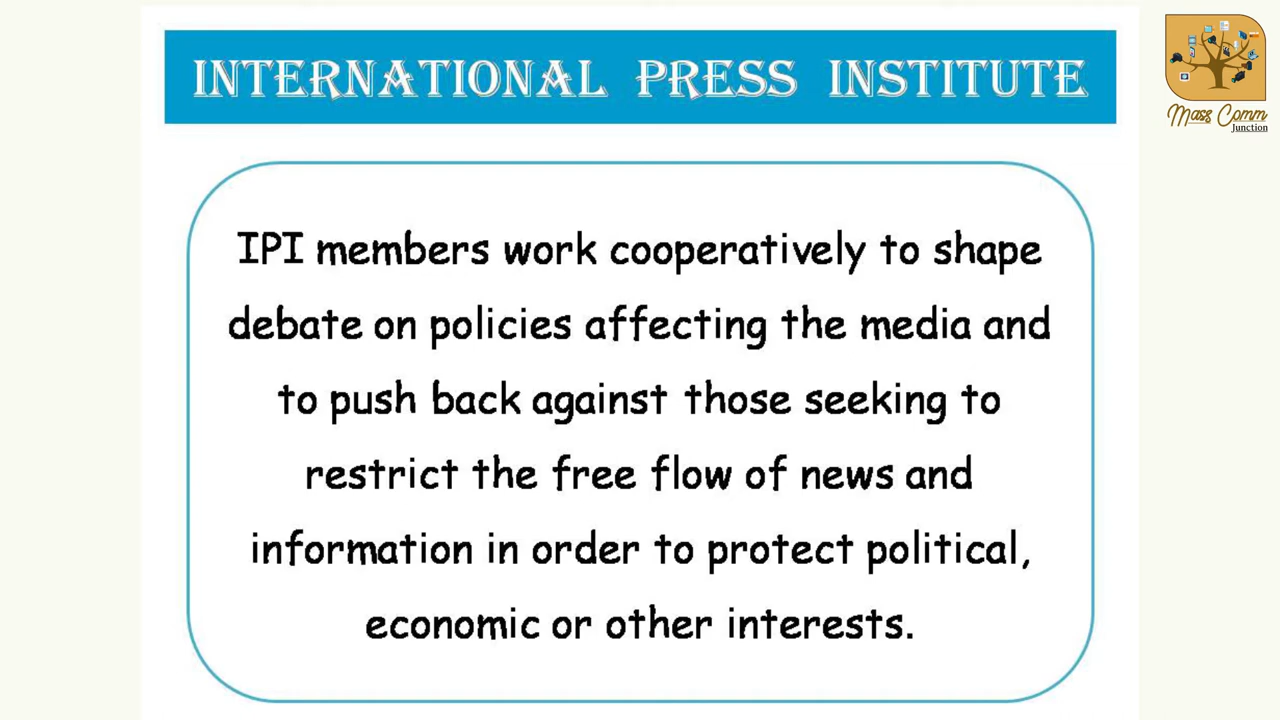 INTERNATIONAL PRESS INSTITUTE
Mass Comm
Junction
IPI members work cooperatively to shape
debate on policies affecting the media and
to push back against those seeking to
restrict the free flow of news and
information in order to protect political,
economic or other interests.